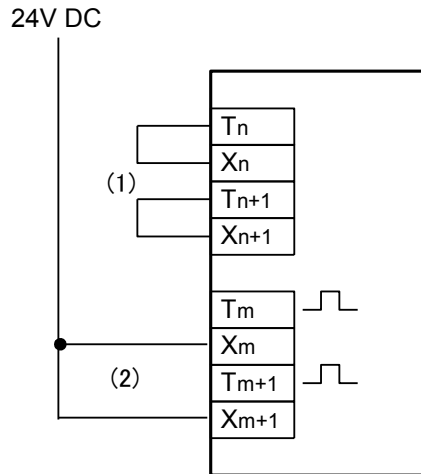 24V DC
Tn
Xn
(1)
Tn+1
Xn+1
Tm
Xm
(2)
Tm+1
Xm+1